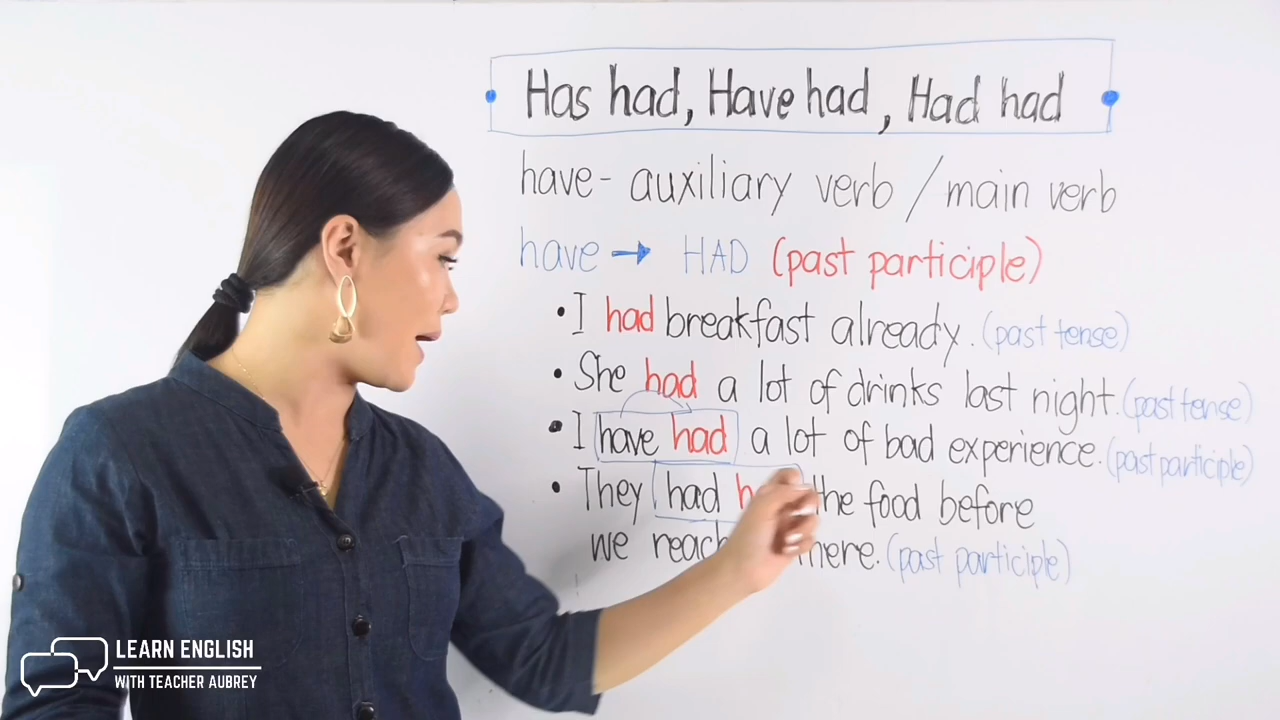 Has had, Have had, Had had
have - auxiliary verb / main verb
have → HAD (past participle)
• I had breakfast already. (past tense)
• She had a lot of drinks last night. (past tense)
• I have had a lot of bad experience. (past participle)
• They had the food before
we there. (past participle)
LEARN ENGLISH
WITH TEACHER AUBREY